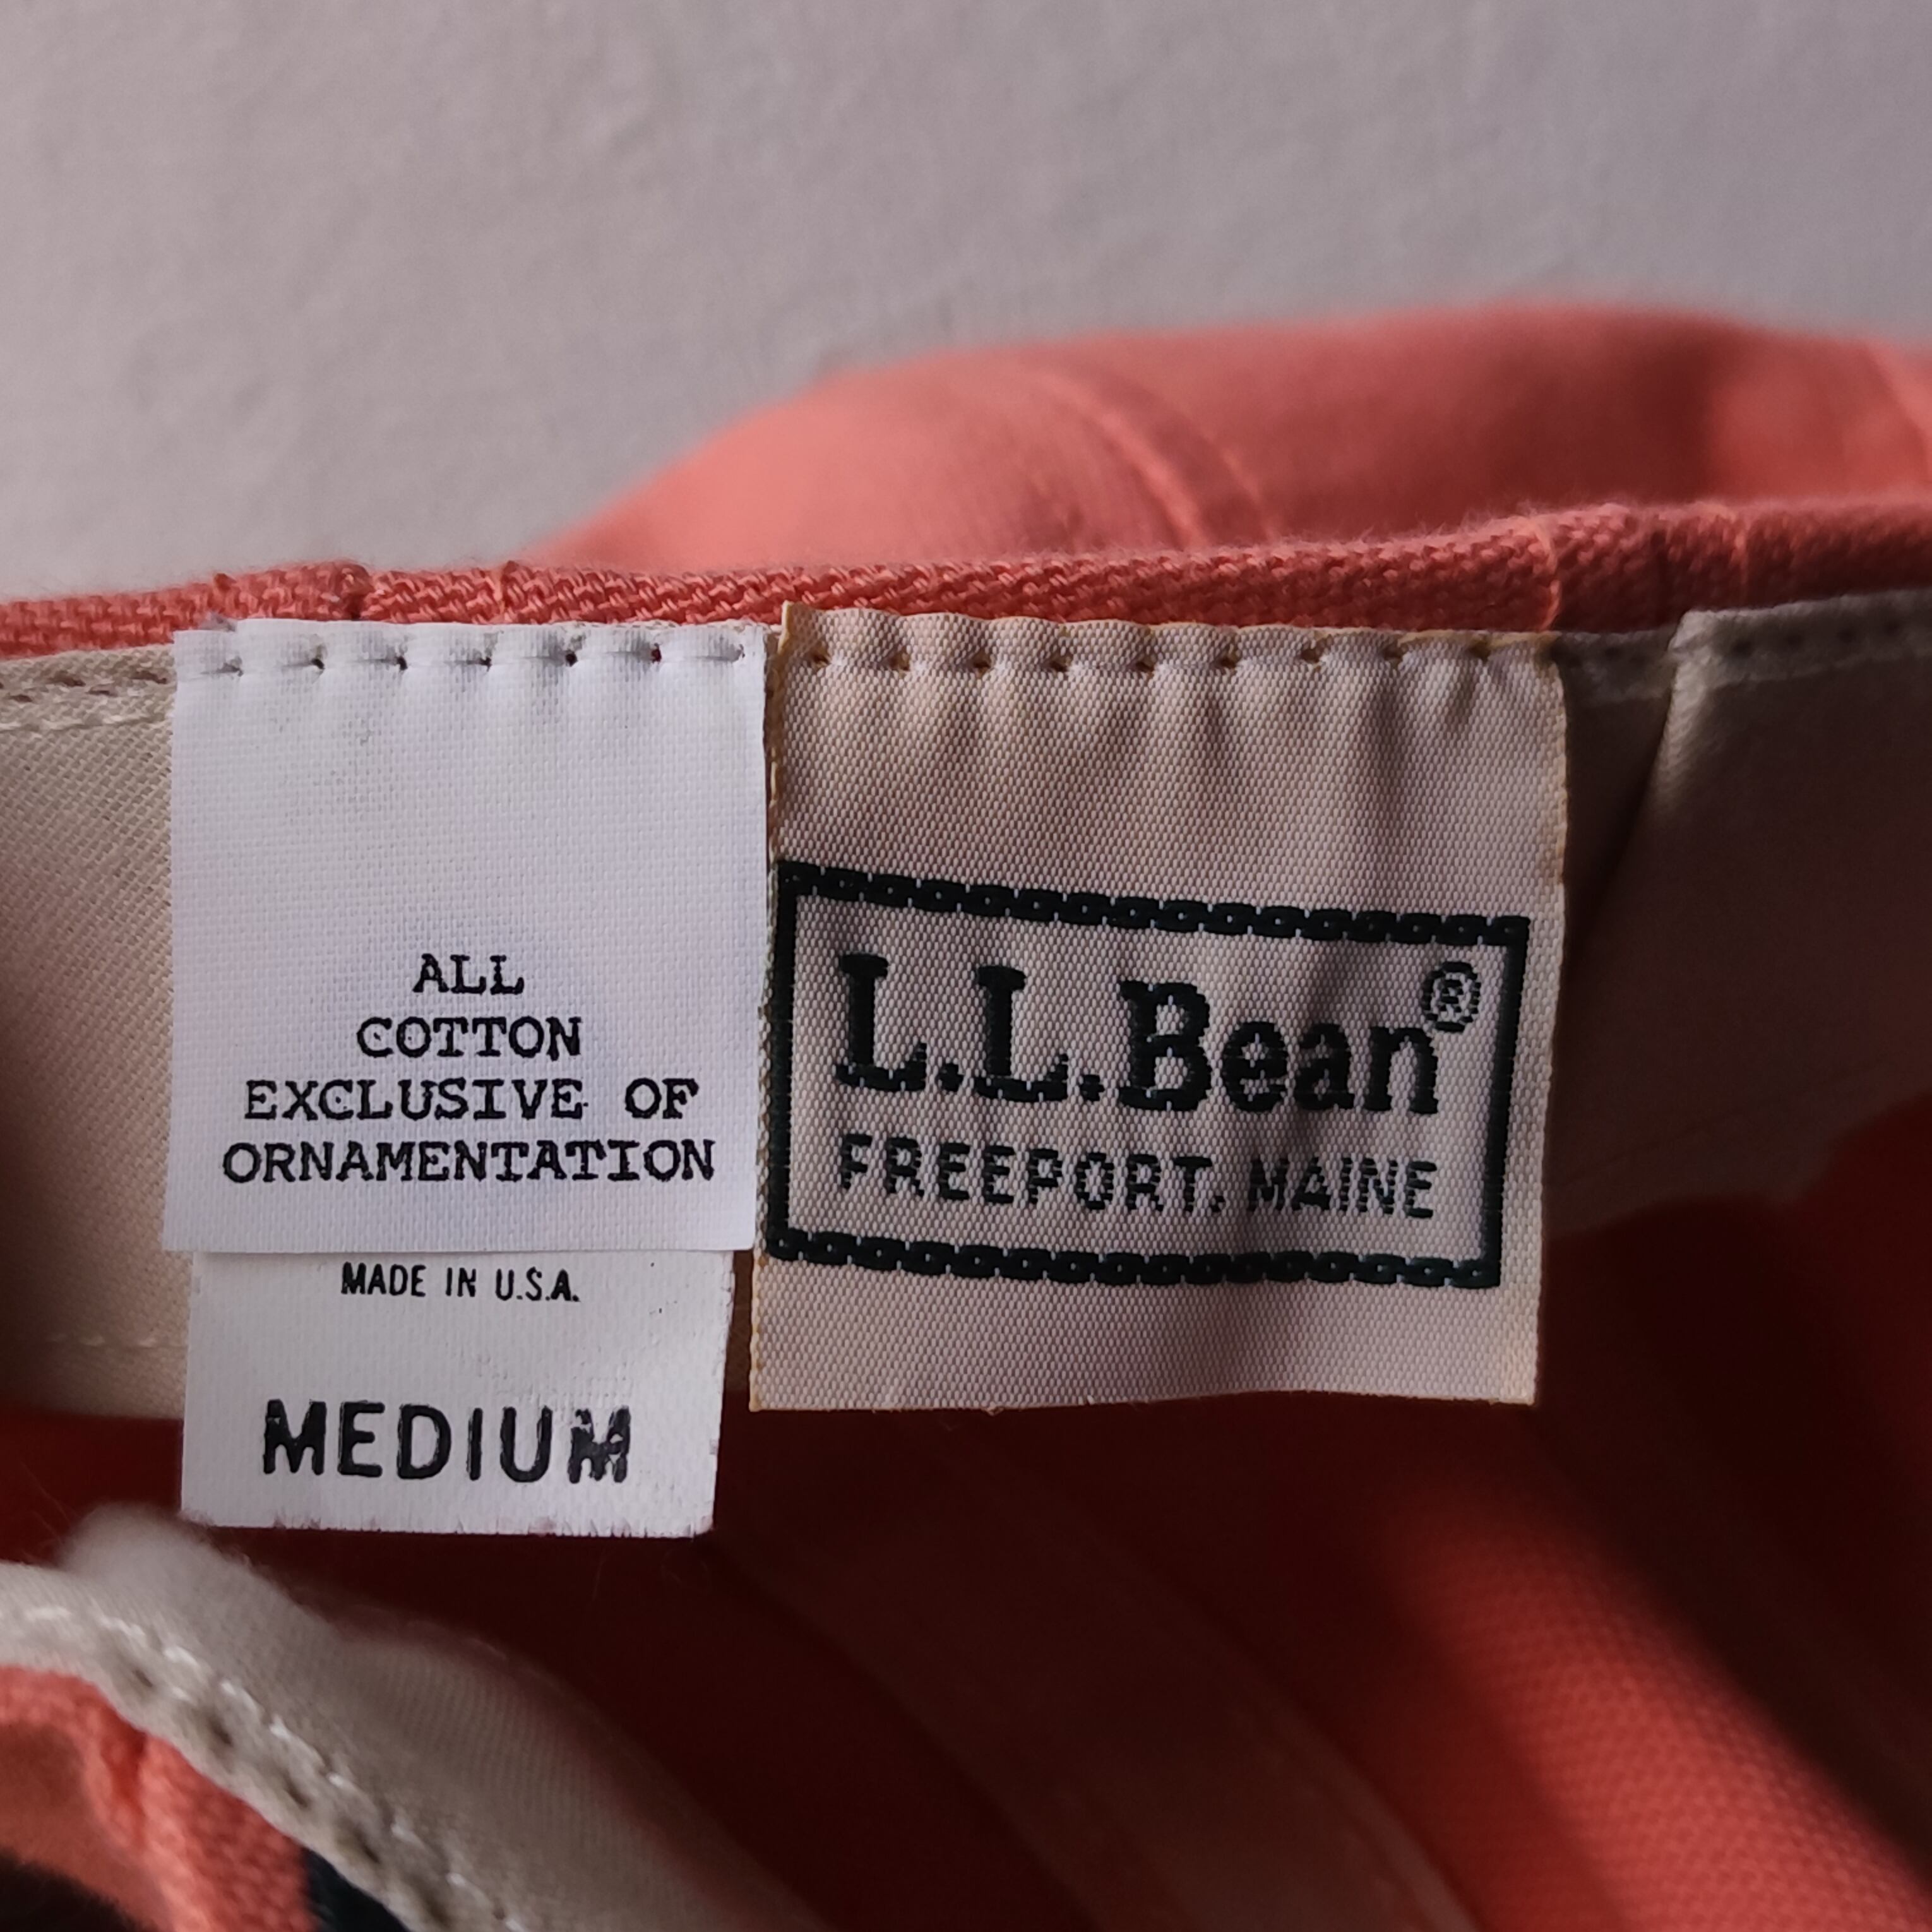 ALL
COTTON
EXCLUSIVE OF
ORNAMENTATION
MADE IN U.S.A.
MEDIUM
L.L.Bean®
FREEPORT, MAINE